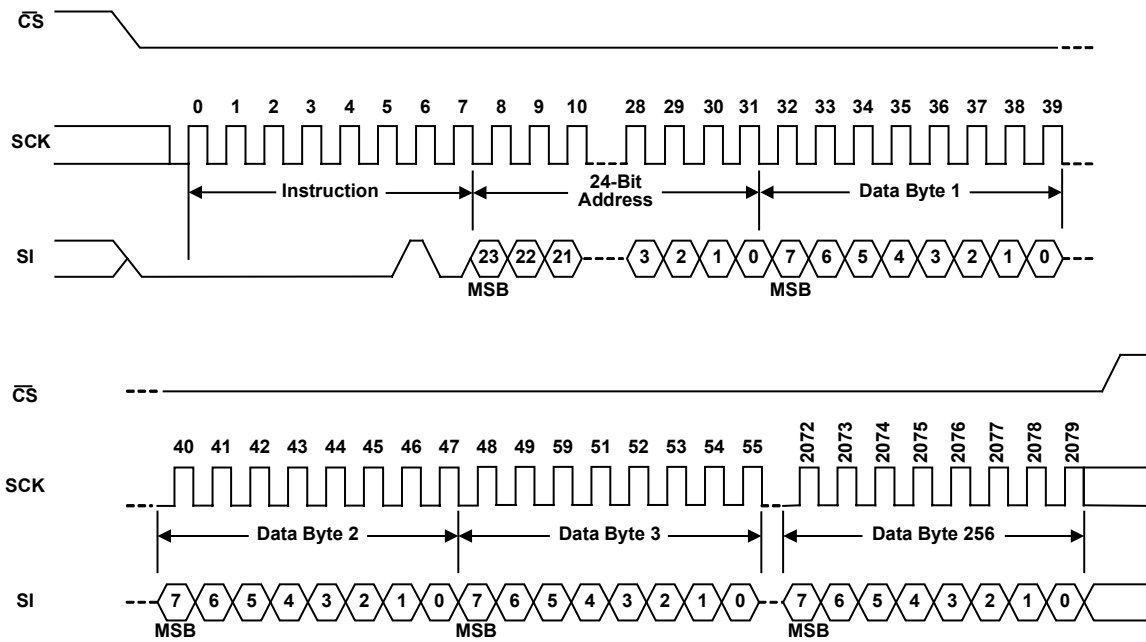 CS
0 1 2 3 4 5 6 7 8 9 10 28 29 30 31 32 33 34 35 36 37 38 39
SCK
Instruction 24-Bit Address Data Byte 1
SI 23 22 21 3 2 1 0 7 6 5 4 3 2 1 0
MSB MSB
CS
40 41 42 43 44 45 46 47 48 49 59 51 52 53 54 55 2072 2073 2074 2075 2076 2077 2078 2079
SCK
Data Byte 2 Data Byte 3 Data Byte 256
SI 7 6 5 4 3 2 1 0 7 6 5 4 3 2 1 0 7 6 5 4 3 2 1 0
MSB MSB MSB